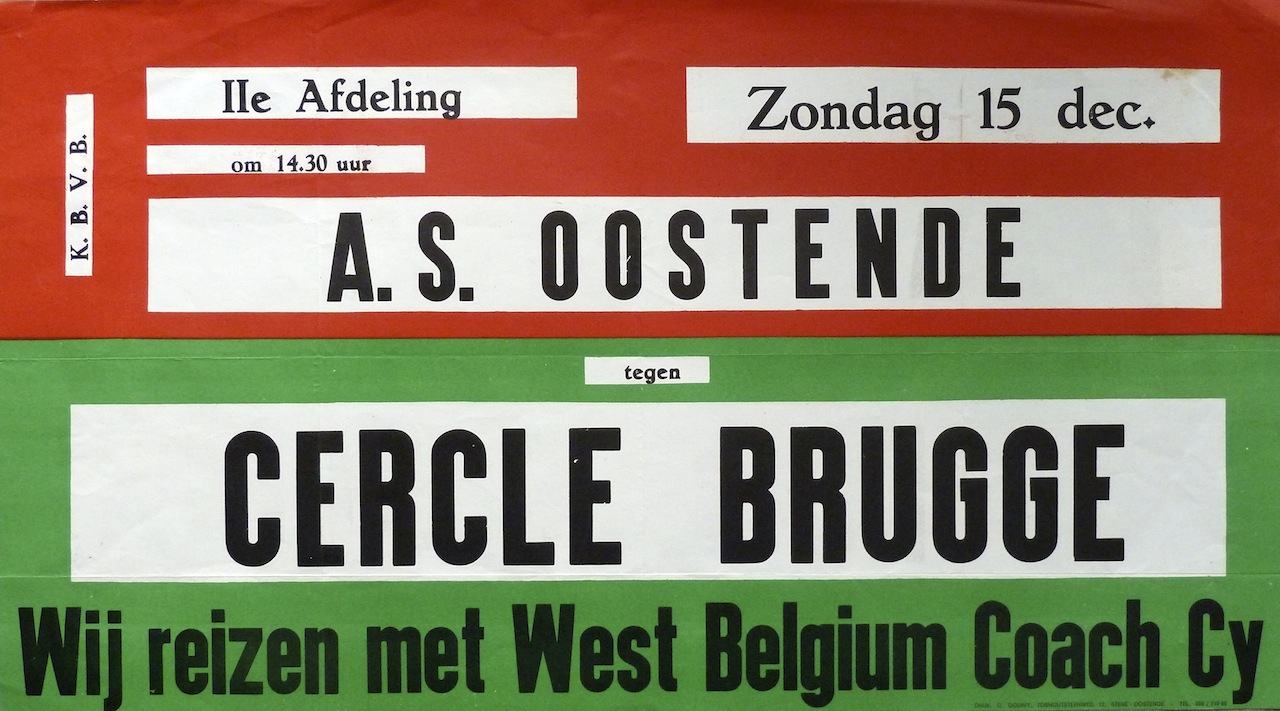 K. B. V. B.
IIe Afdeling
Zondag 15 dec.
om 14.30 uur
A. S. OOSTENDE
tegen
CERCLE BRUGGE
Wij reizen met West Belgium Coach Cy